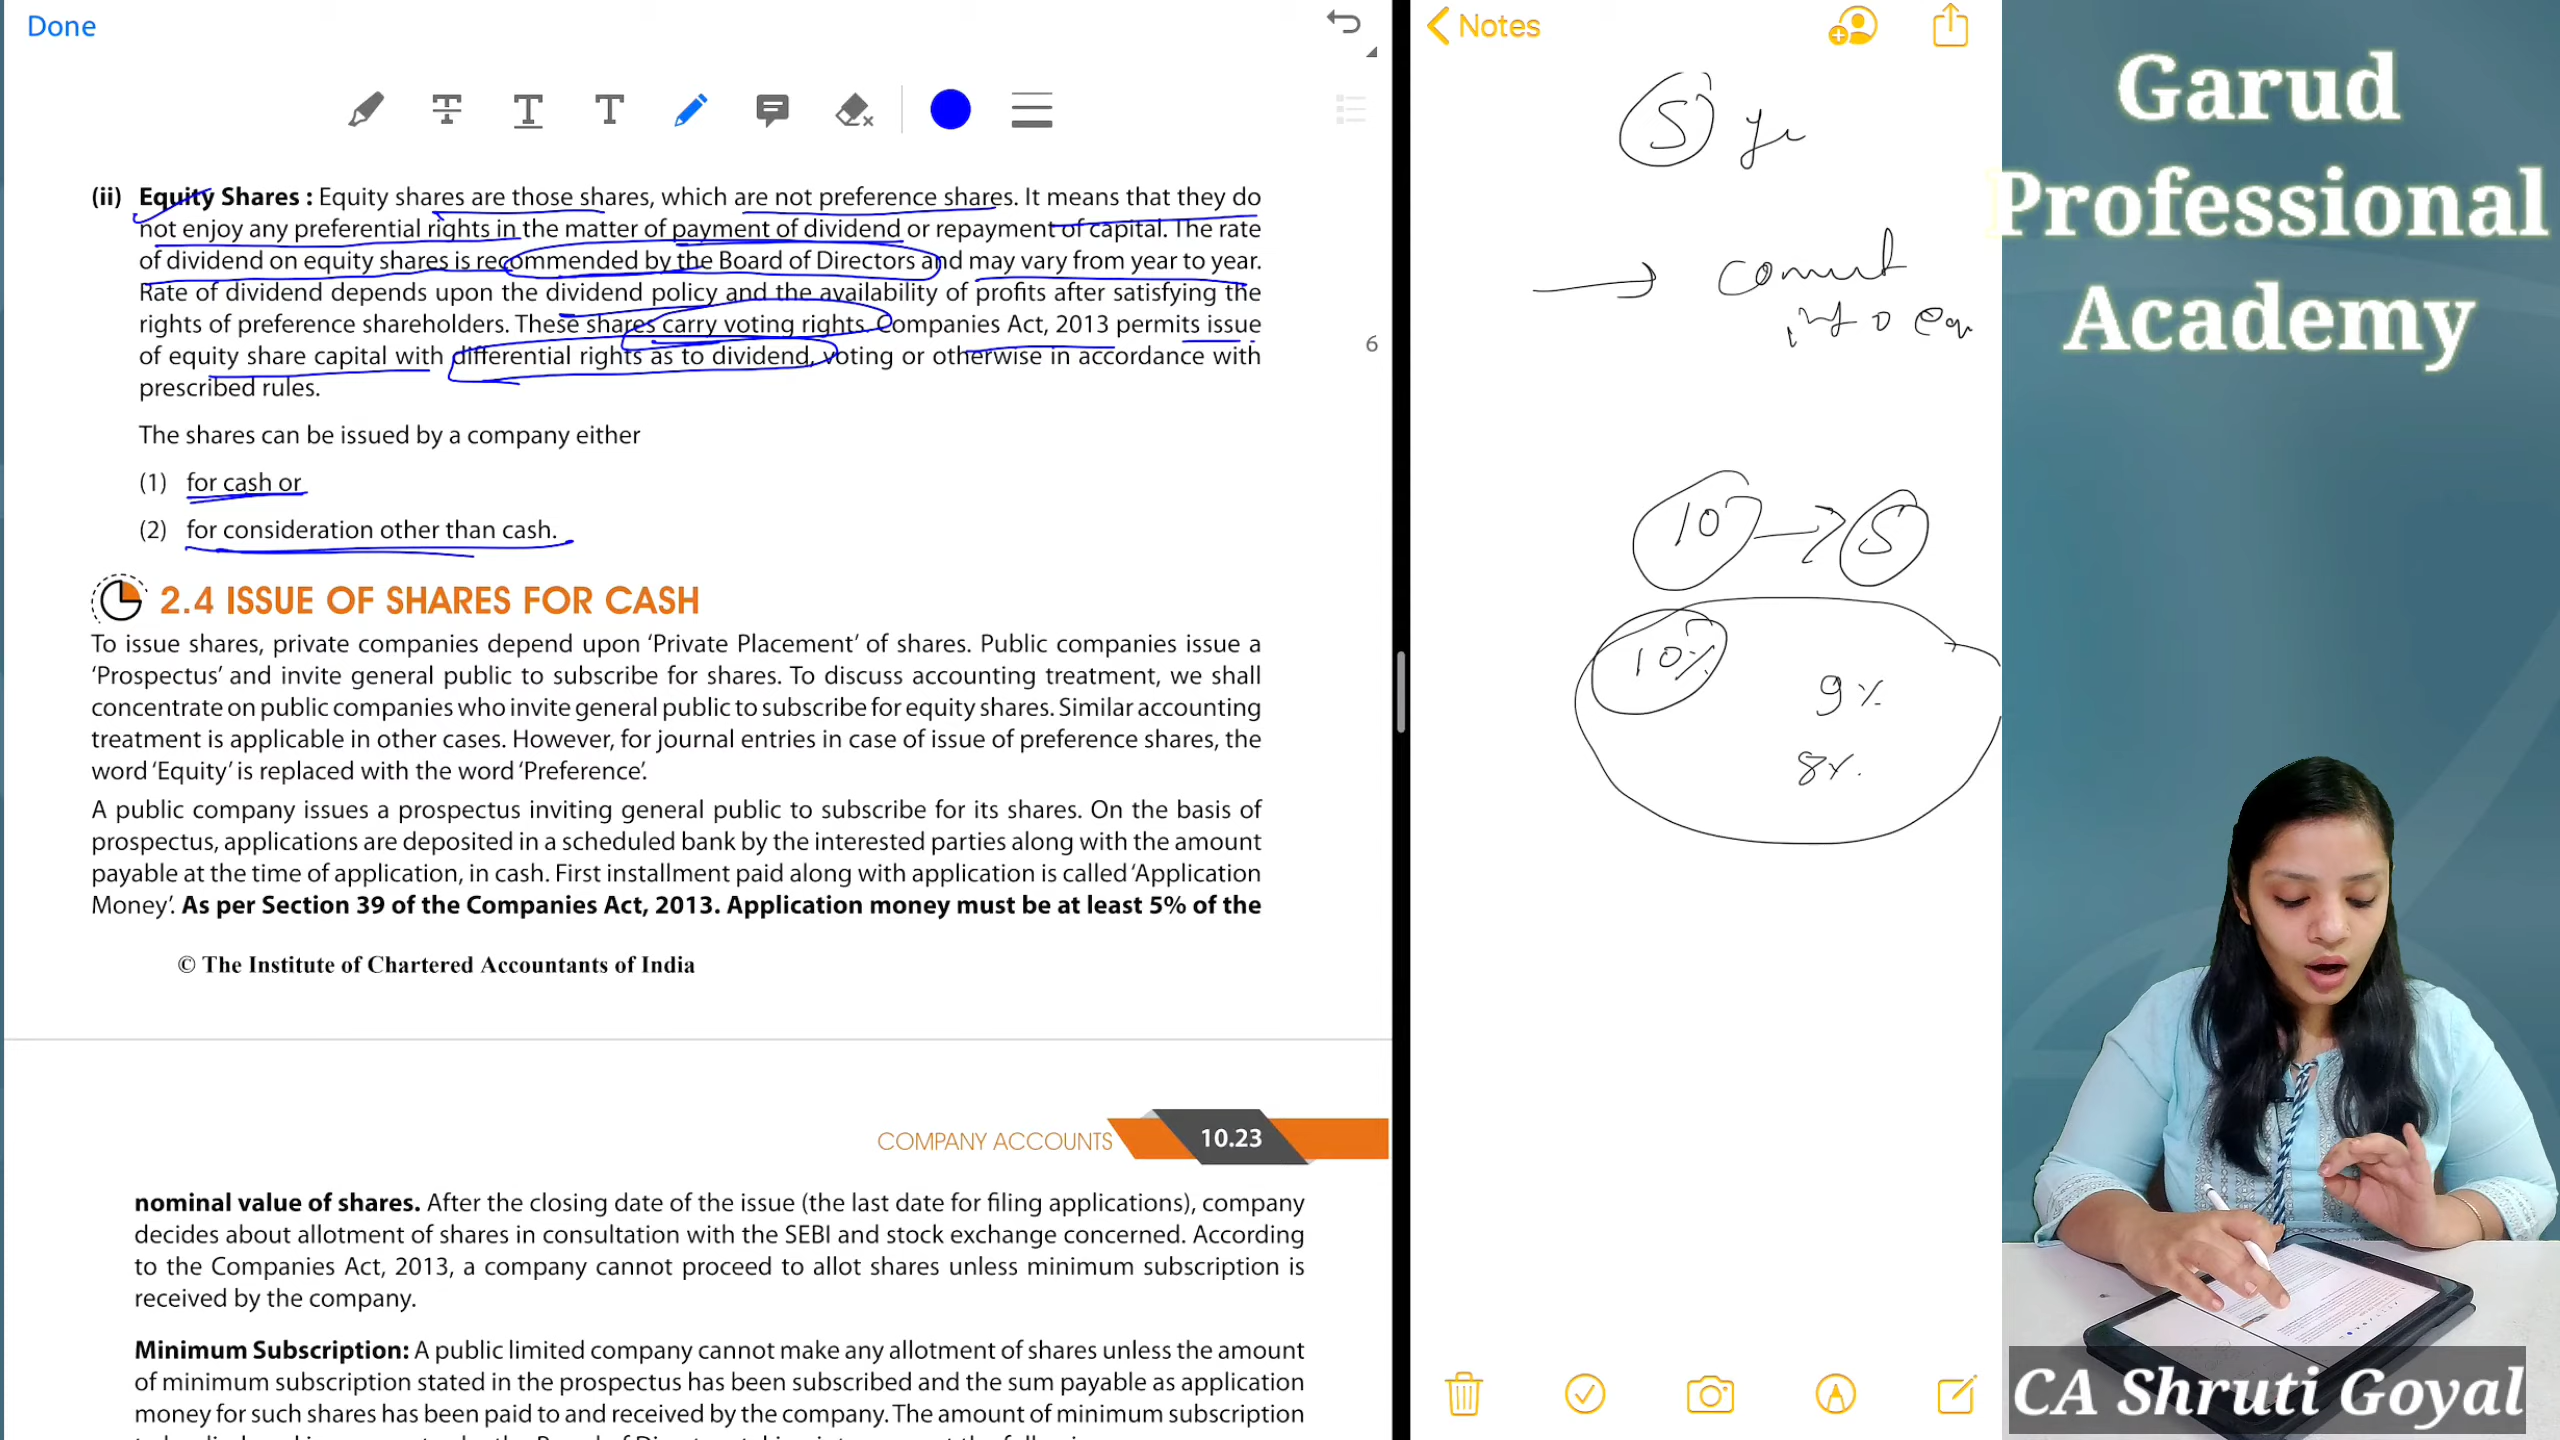 Done
(ii) Equity Shares : Equity shares are those shares, which are not preference shares. It means that they do
not enjoy any preferential rights in the matter of payment of dividend or repayment of capital. The rate
of dividend on equity shares is recommended by the Board of Directors and may vary from year to year.
Rate of dividend depends upon the dividend policy and the availability of profits after satisfying the
rights of preference shareholders. These shares carry voting rights. Companies Act, 2013 permits issue
of equity share capital with differential rights as to dividend, voting or otherwise in accordance with
prescribed rules.
6
The shares can be issued by a company either
(1) for cash or
(2) for consideration other than cash.
2.4 ISSUE OF SHARES FOR CASH
To issue shares, private companies depend upon ‘Private Placement’ of shares. Public companies issue a
‘Prospectus’ and invite general public to subscribe for shares. To discuss accounting treatment, we shall
concentrate on public companies who invite general public to subscribe for equity shares. Similar accounting
treatment is applicable in other cases. However, for journal entries in case of issue of preference shares, the
word ‘Equity’ is replaced with the word ‘Preference’.
A public company issues a prospectus inviting general public to subscribe for its shares. On the basis of
prospectus, applications are deposited in a scheduled bank by the interested parties along with the amount
payable at the time of application, in cash. First installment paid along with application is called ‘Application
Money’. As per Section 39 of the Companies Act, 2013. Application money must be at least 5% of the
© The Institute of Chartered Accountants of India
COMPANY ACCOUNTS 10.23
nominal value of shares. After the closing date of the issue (the last date for filing applications), company
decides about allotment of shares in consultation with the SEBI and stock exchange concerned. According
to the Companies Act, 2013, a company cannot proceed to allot shares unless minimum subscription is
received by the company.
Minimum Subscription: A public limited company cannot make any allotment of shares unless the amount
of minimum subscription stated in the prospectus has been subscribed and the sum payable as application
money for such shares has been paid to and received by the company. The amount of minimum subscription
Notes
5
into eq
10 → 5
10%
9%
8%
Garud
Professional
Academy
CA Shruti Goyal